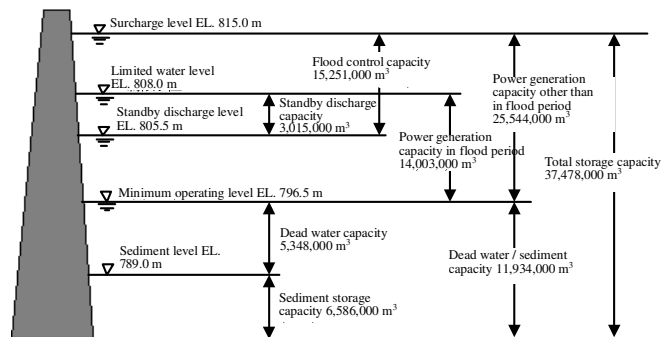 Surcharge level EL. 815.0 m
Flood control capacity
15,251,000 m³
Limited water level
EL. 808.0 m
Power generation
capacity other than
in flood period
25,544,000 m³
Standby discharge
capacity
3,015,000 m³
Standby discharge level
EL. 805.5 m
Power generation
capacity in flood period
14,003,000 m³
Total storage capacity
37,478,000 m³
Minimum operating level EL. 796.5 m
Dead water capacity
5,348,000 m³
Sediment level EL.
789.0 m
Dead water / sediment
capacity 11,934,000 m³
Sediment storage
capacity 6,586,000 m³